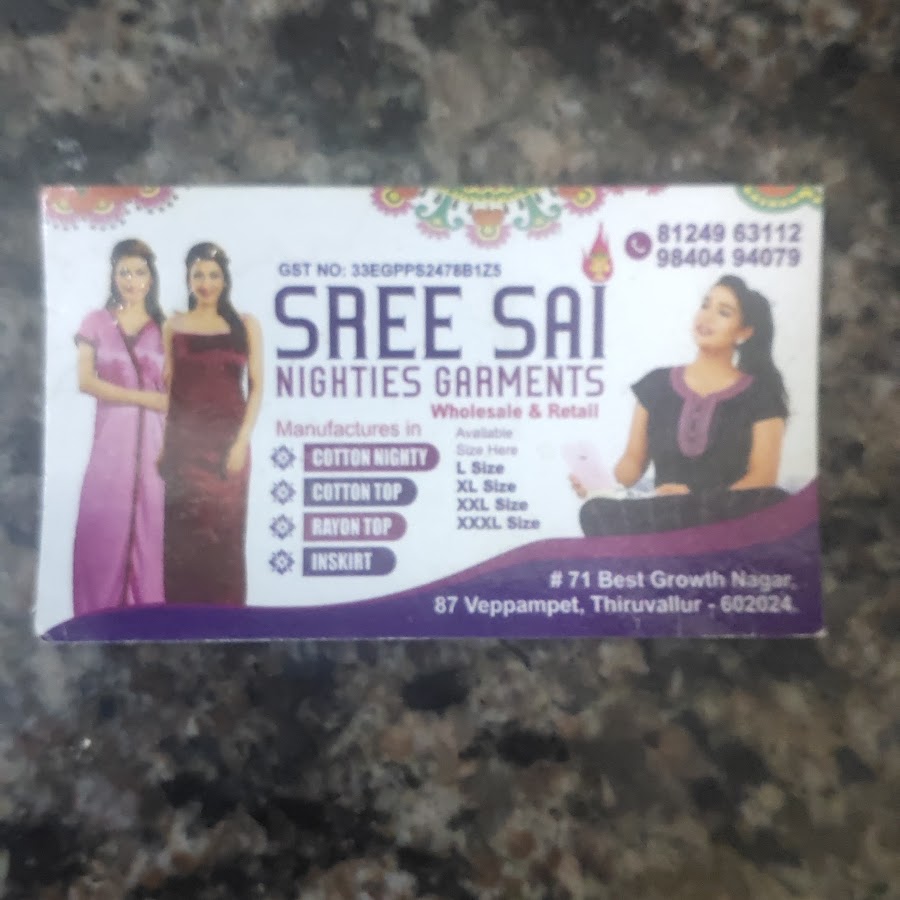 81249 63112
98404 94079
GST NO: 33EGPPS2478B1Z5
SREE SAI
NIGHTIES GARMENTS
Wholesale & Retail
Manufactures in
COTTON NIGHTY
COTTON TOP
RAYON TOP
INSKIRT
Available
Size Here
L Size
XL Size
XXL Size
XXXL Size
# 71 Best Growth Nagar,
87 Veppampet, Thiruvallur - 602024.